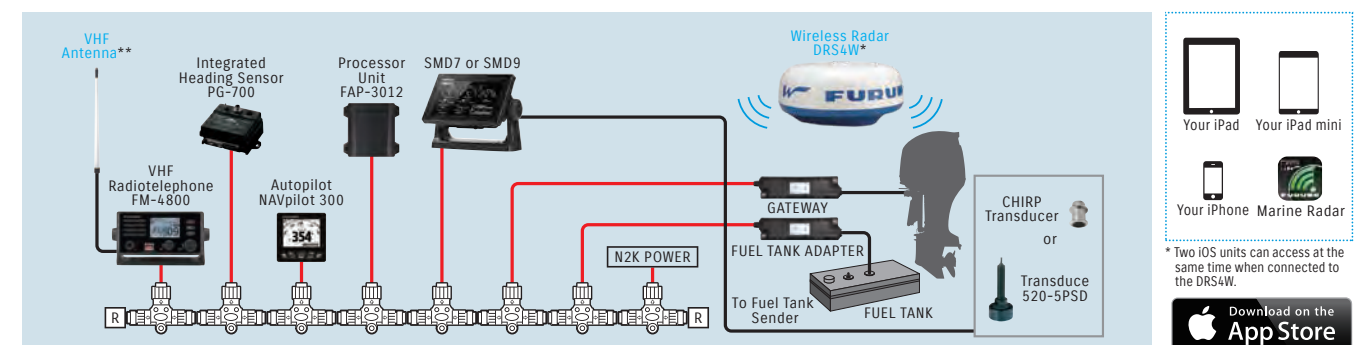 VHF
Antenna**
Integrated
Heading Sensor
PG-700
Processor
Unit
FAP-3012
SMD7 or SMD9
Wireless Radar
DRS4W*
FURU
VHF
Radiotelephone
FM-4800
Autopilot
NAVpilot 300
354
GATEWAY
FUEL TANK ADAPTER
N2K POWER
To Fuel Tank
Sender
FUEL TANK
CHIRP
Transducer
or
Transduce
520-5PSD
R
R
Your iPad
Your iPad mini
Your iPhone
Marine Radar
* Two iOS units can access at the
same time when connected to
the DRS4W.
Download on the
App Store